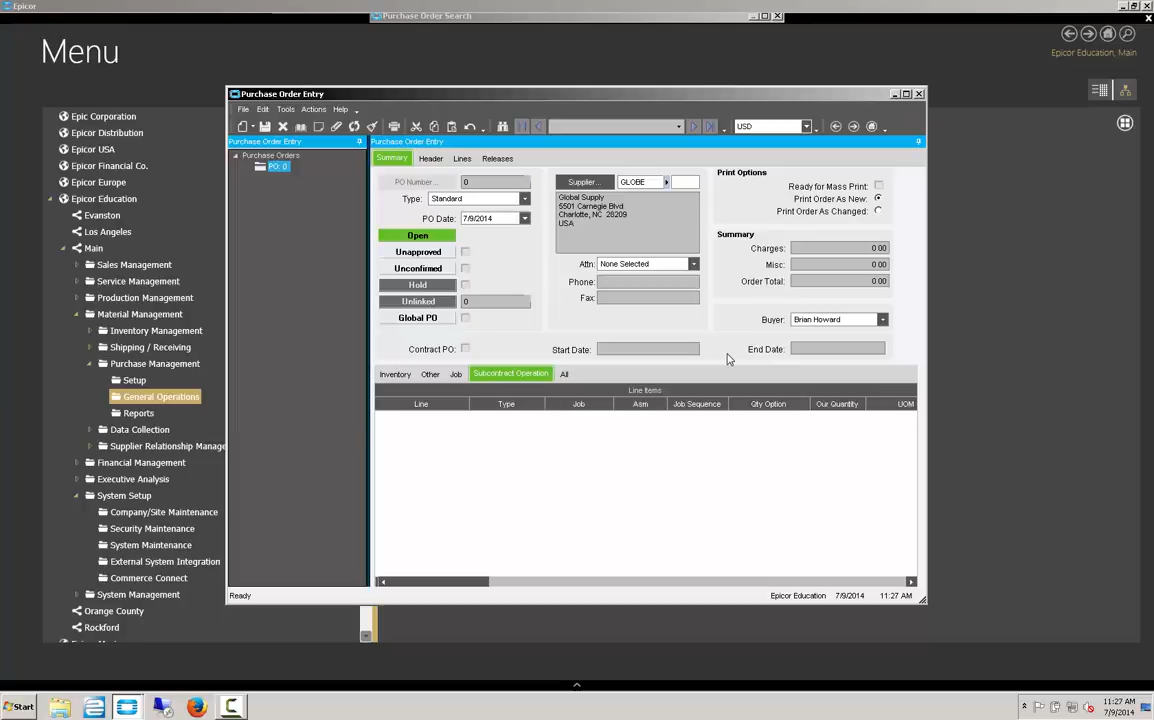 Epicor
Purchase Order Search
Menu
Epicor Education, Main
Epic Corporation
Epicor Distribution
Epicor USA
Epicor Financial Co.
Epicor Europe
Epicor Education
Evanston
Los Angeles
Main
Sales Management
Service Management
Production Management
Material Management
Inventory Management
Shipping / Receiving
Purchase Management
Setup
General Operations
Reports
Data Collection
Supplier Relationship Manage
Financial Management
Executive Analysis
System Setup
Company/Site Maintenance
Security Maintenance
System Maintenance
External System Integration
Commerce Connect
System Management
Orange County
Rockford
Purchase Order Entry
File Edit Tools Actions Help
USD
Purchase Order Entry
Purchase Orders
PO: 0
Purchase Order Entry
Summary Header Lines Releases
PO Number... 0
Type: Standard
PO Date: 7/9/2014
Open
Unapproved
Unconfirmed
Hold
Unlinked 0
Global PO
Contract PO:
Supplier... GLOBE
Global Supply
5501 Carnegie Blvd.
Charlotte, NC 28209
USA
Attn: None Selected
Phone:
Fax:
Start Date:
Print Options
Ready for Mass Print:
Print Order As New:
Print Order As Changed:
Summary
Charges: 0.00
Misc: 0.00
Order Total: 0.00
Buyer: Brian Howard
End Date:
Inventory Other Job Subcontract Operation All
Line Items
Line Type Job Asm Job Sequence Qty Option Our Quantity UOM
Ready
Epicor Education 7/9/2014 11:27 AM
Start
11:27 AM
7/9/2014